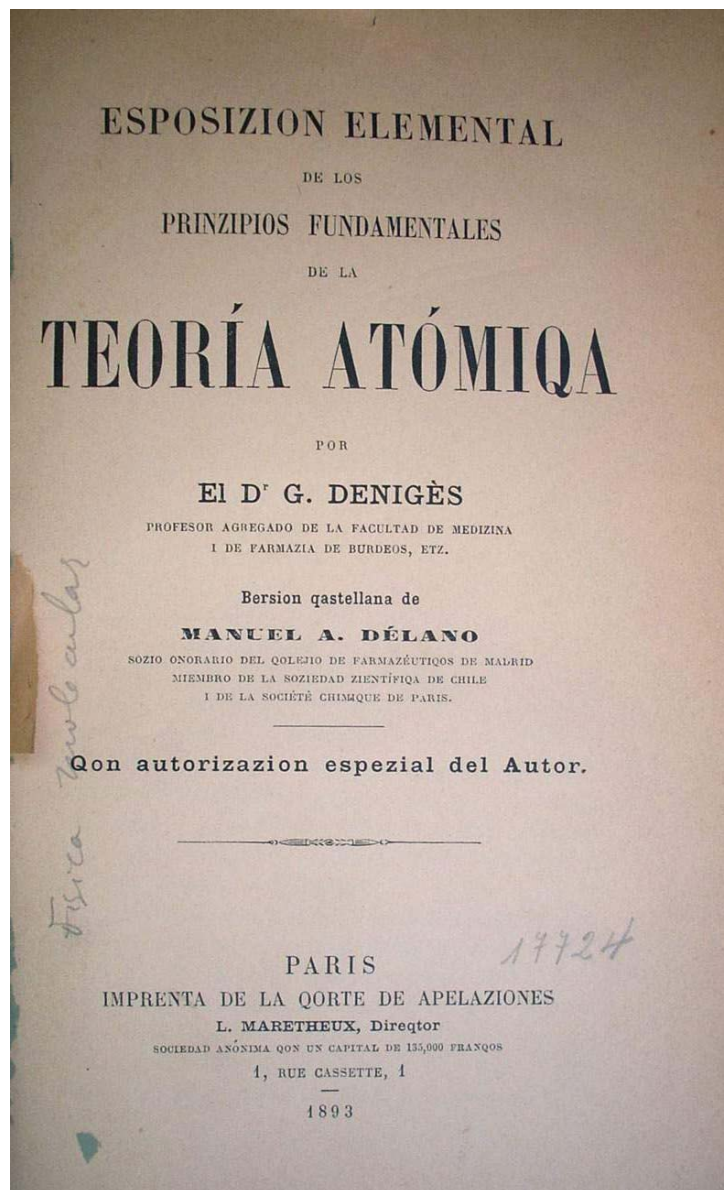 ESPOSIZION ELEMENTAL
DE LOS
PRINZIPIOS FUNDAMENTALES
DE LA
TEORÍA ATÓMIQA
POR
El Dr G. DENIGÈS
PROFESOR AGREGADO DE LA FACULTAD DE MEDIZINA
I DE FARMAZIA DE BURDEOS, ETZ.
Bersion qastellana de
MANUEL A. DÉLANO
SOZIO ONORARIO DEL QOLEJIO DE FARMAZÉUTIQOS DE MADRID
MIEMBRO DE LA SOZIEDAD ZIENTÍFIQA DE CHILE
I DE LA SOCIÉTÉ CHIMIQUE DE PARIS.
Qon autorizazion espezial del Autor.
Física molecular
17724
PARIS
IMPRENTA DE LA QORTE DE APELAZIONES
L. MARETHEUX, Direqtor
SOCIEDAD ANÓNIMA QON UN CAPITAL DE 135,000 FRANQOS
1, RUE CASSETTE, 1
1893